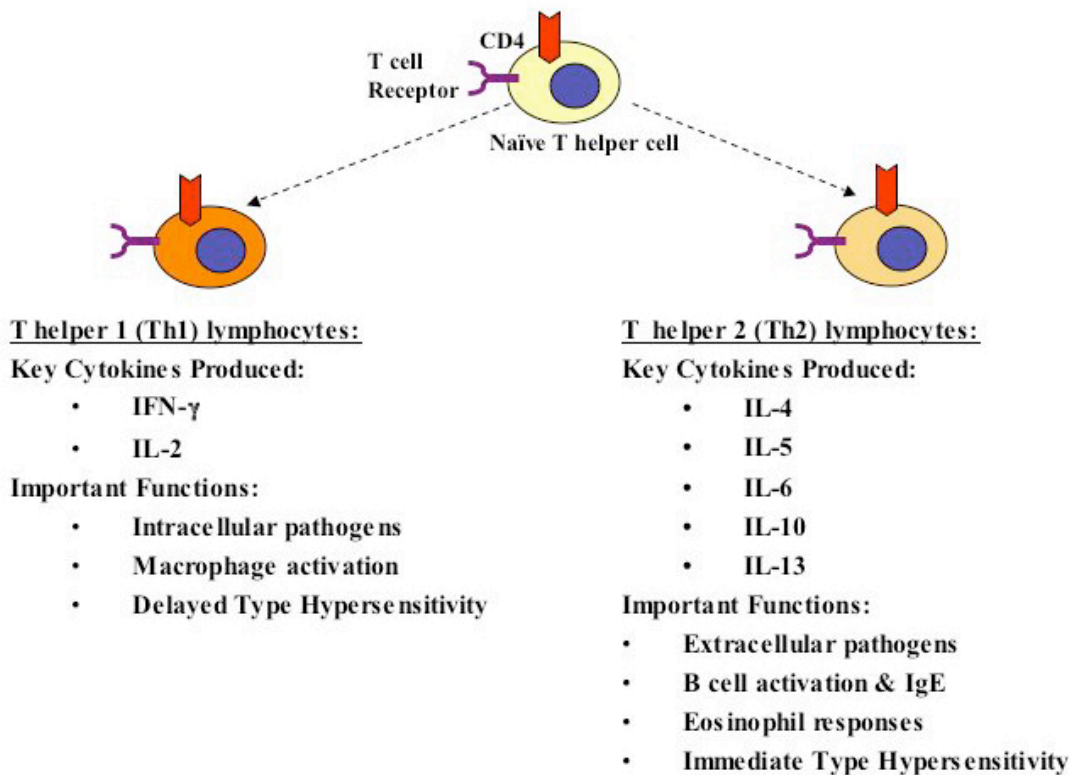 CD4
T cell
Receptor
Naïve T helper cell
T helper 1 (Th1) lymphocytes:
Key Cytokines Produced:
• IFN-γ
• IL-2
Important Functions:
• Intracellular pathogens
• Macrophage activation
• Delayed Type Hypersensitivity
T helper 2 (Th2) lymphocytes:
Key Cytokines Produced:
• IL-4
• IL-5
• IL-6
• IL-10
• IL-13
Important Functions:
• Extracellular pathogens
• B cell activation & IgE
• Eosinophil responses
• Immediate Type Hypersensitivity